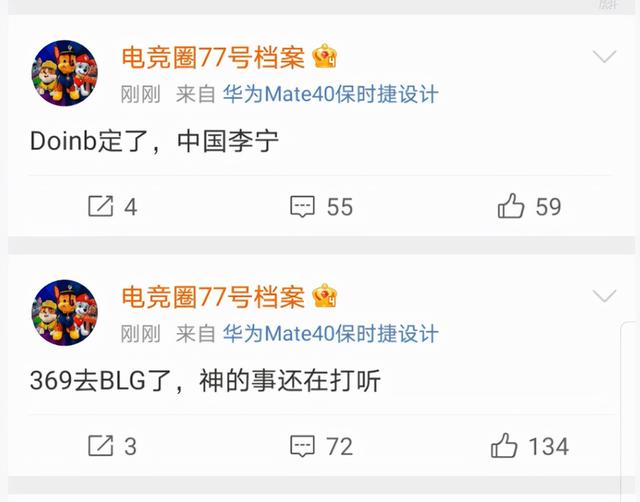 电竞圈77号档案
刚刚 来自 华为Mate40保时捷设计
Doinb定了，中国李宁
4 55 59
电竞圈77号档案
刚刚 来自 华为Mate40保时捷设计
369去BLG了，神的事还在打听
3 72 134